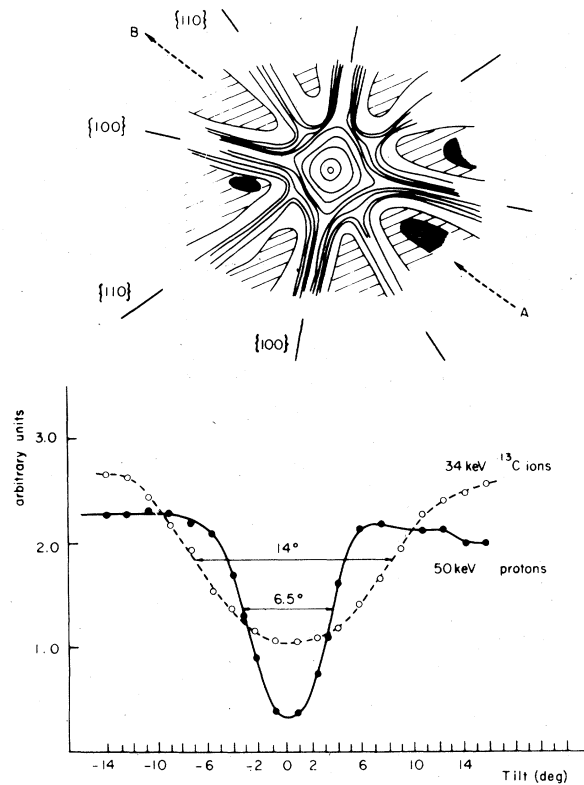 B
{110}
{100}
{110}
A
{100}
arbitrary units
3.0
2.0
1.0
34 keV ¹³C ions
14°
50 keV protons
6.5°
-14 -10 -6 -2 0 2 6 10 14
Tilt (deg)